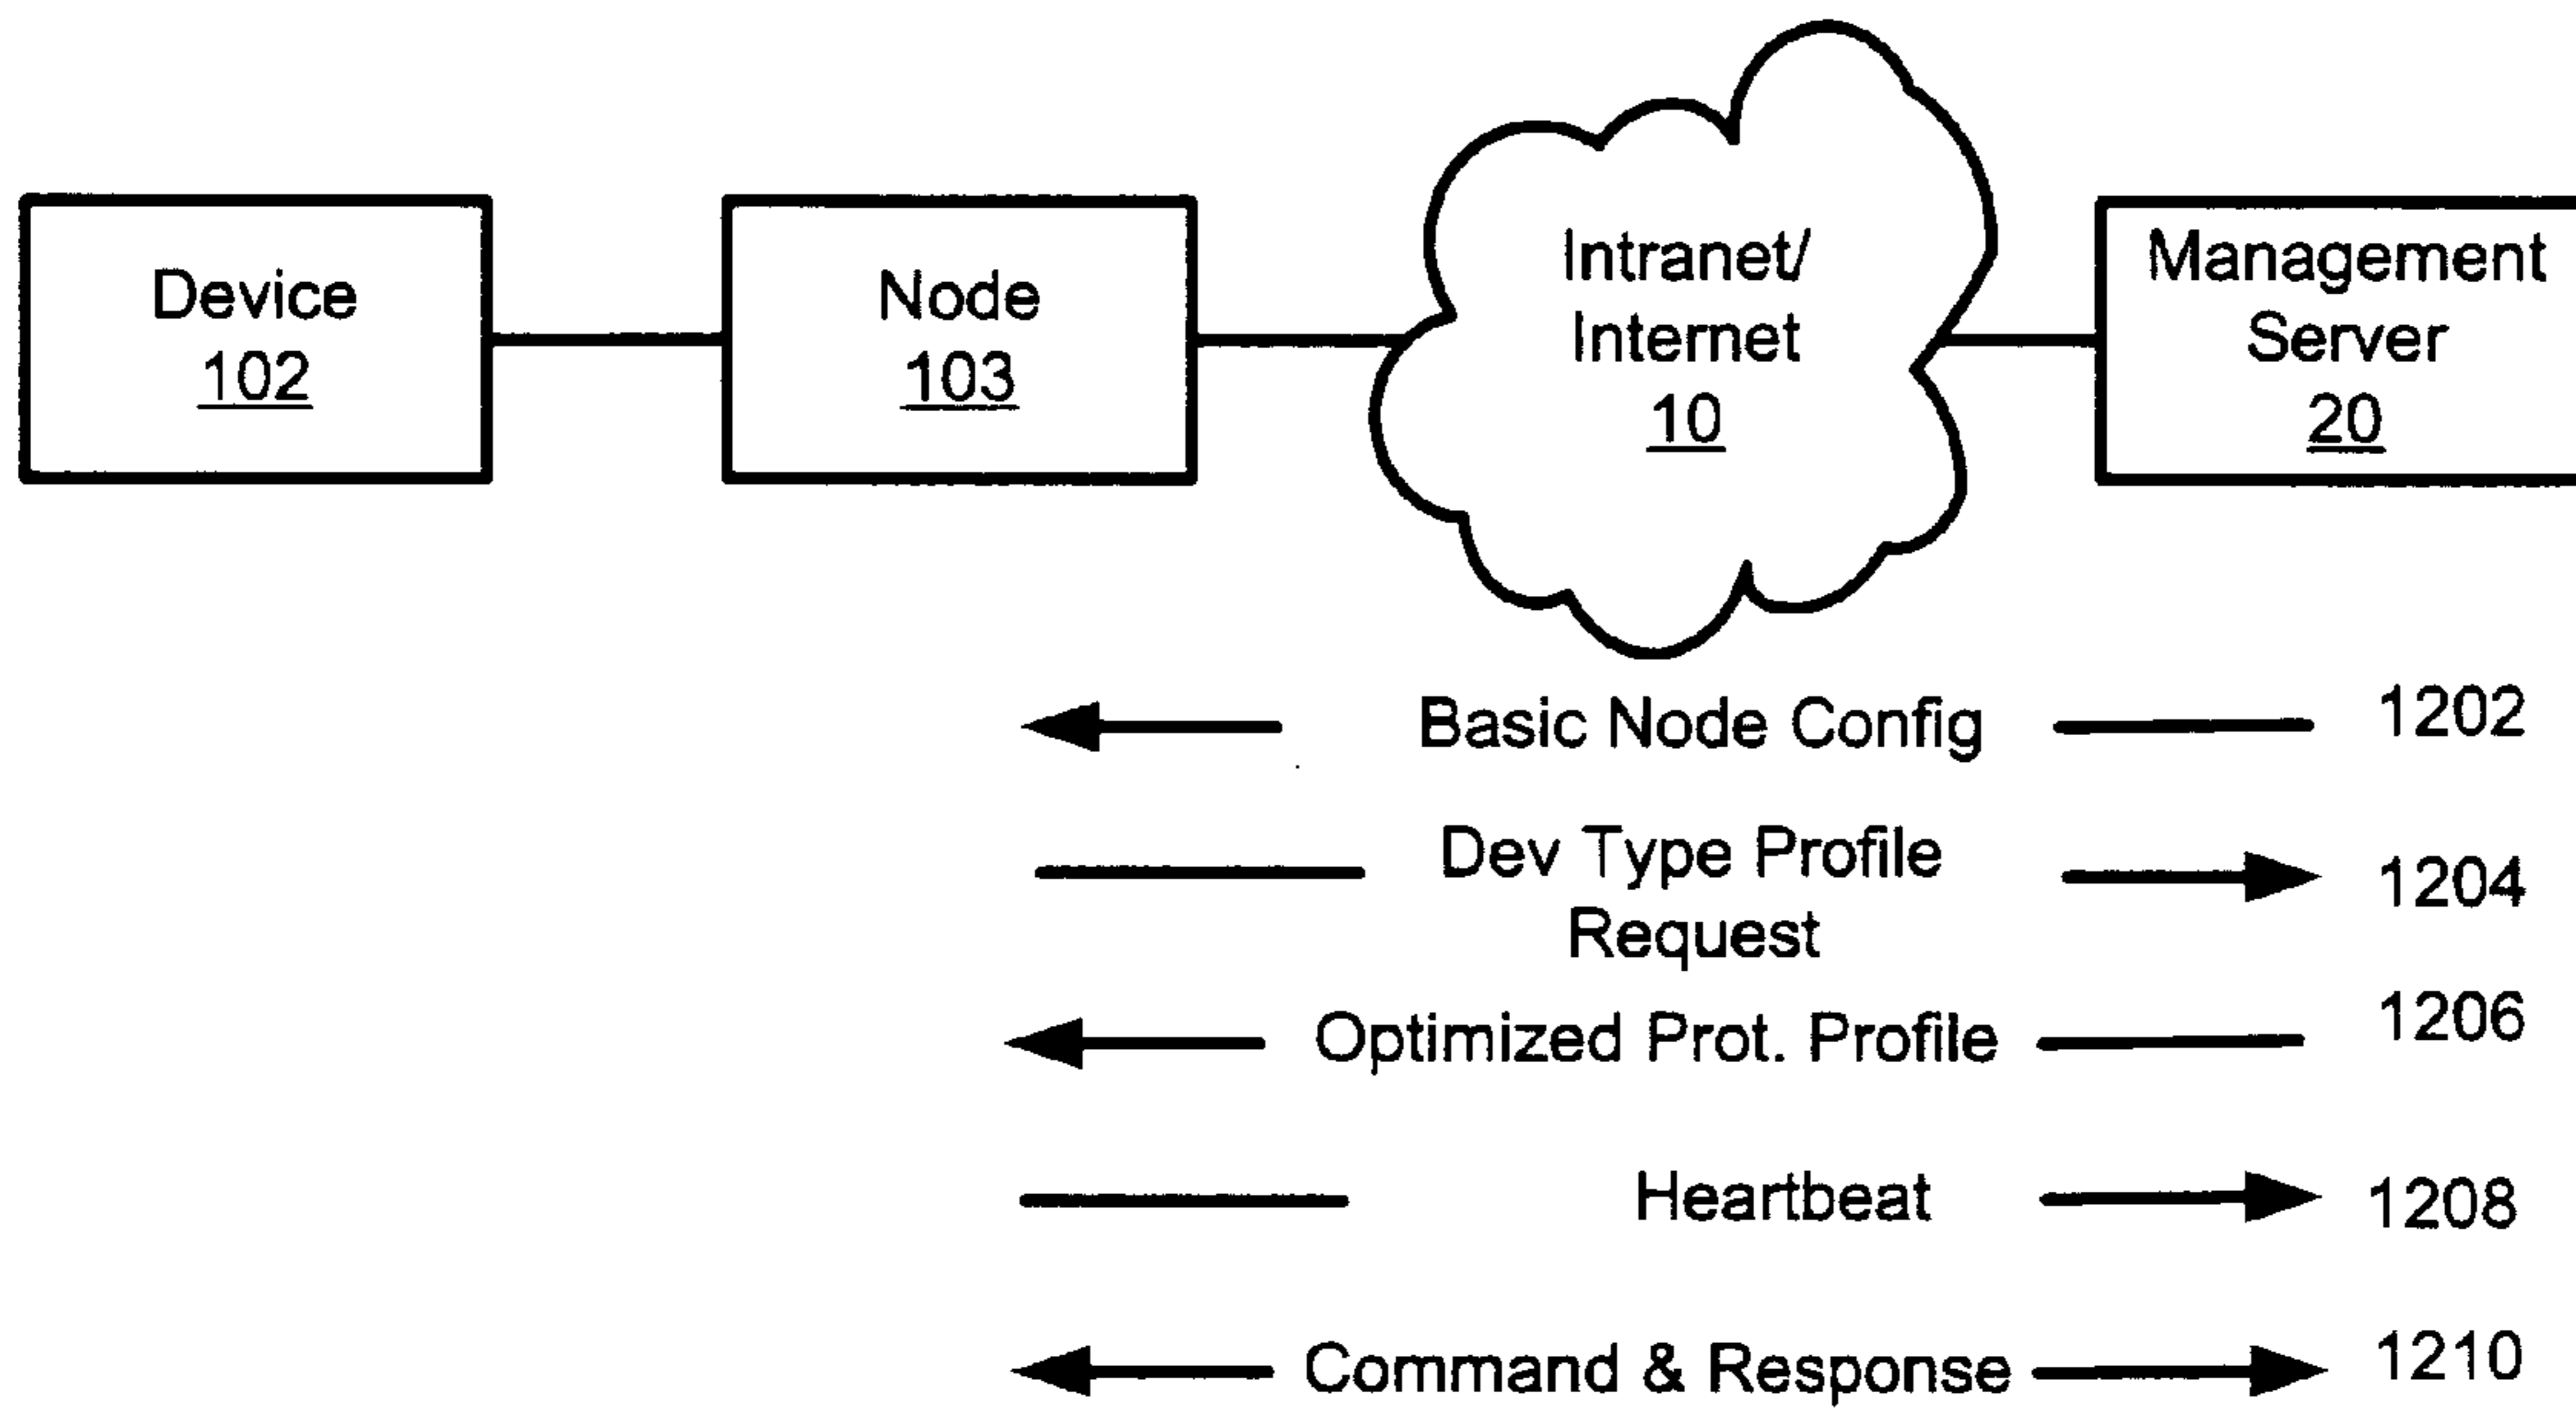 Device
102
Node
103
Intranet/
Internet
10
Management
Server
20
Basic Node Config
1202
Dev Type Profile
Request
1204
Optimized Prot. Profile
1206
Heartbeat
1208
Command & Response
1210